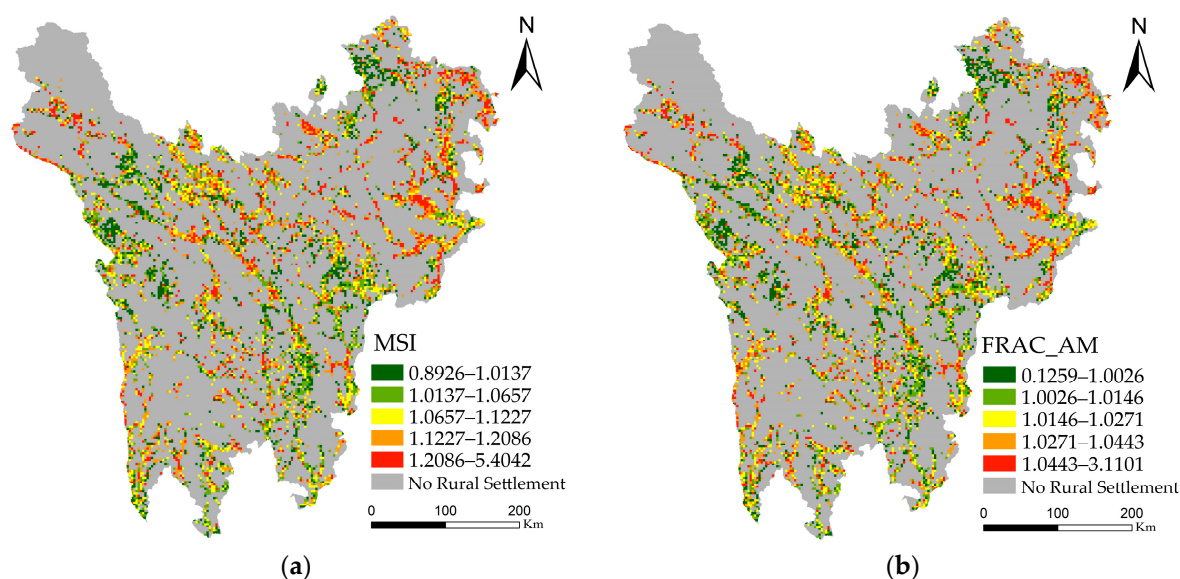 N
MSI
0.8926–1.0137
1.0137–1.0657
1.0657–1.1227
1.1227–1.2086
1.2086–5.4042
No Rural Settlement
0 100 200
Km
(a)
N
FRAC_AM
0.1259–1.0026
1.0026–1.0146
1.0146–1.0271
1.0271–1.0443
1.0443–3.1101
No Rural Settlement
0 100 200
Km
(b)